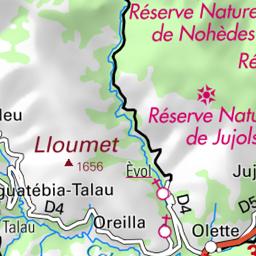 Réserve Nature
de Nohèdes
Ré
Réserve Natu
de Jujols
leu
Lloumet
1656
Èvol
Juj
guatébia-Talau
D4
D5
Talau
D4
Oreilla
Olette